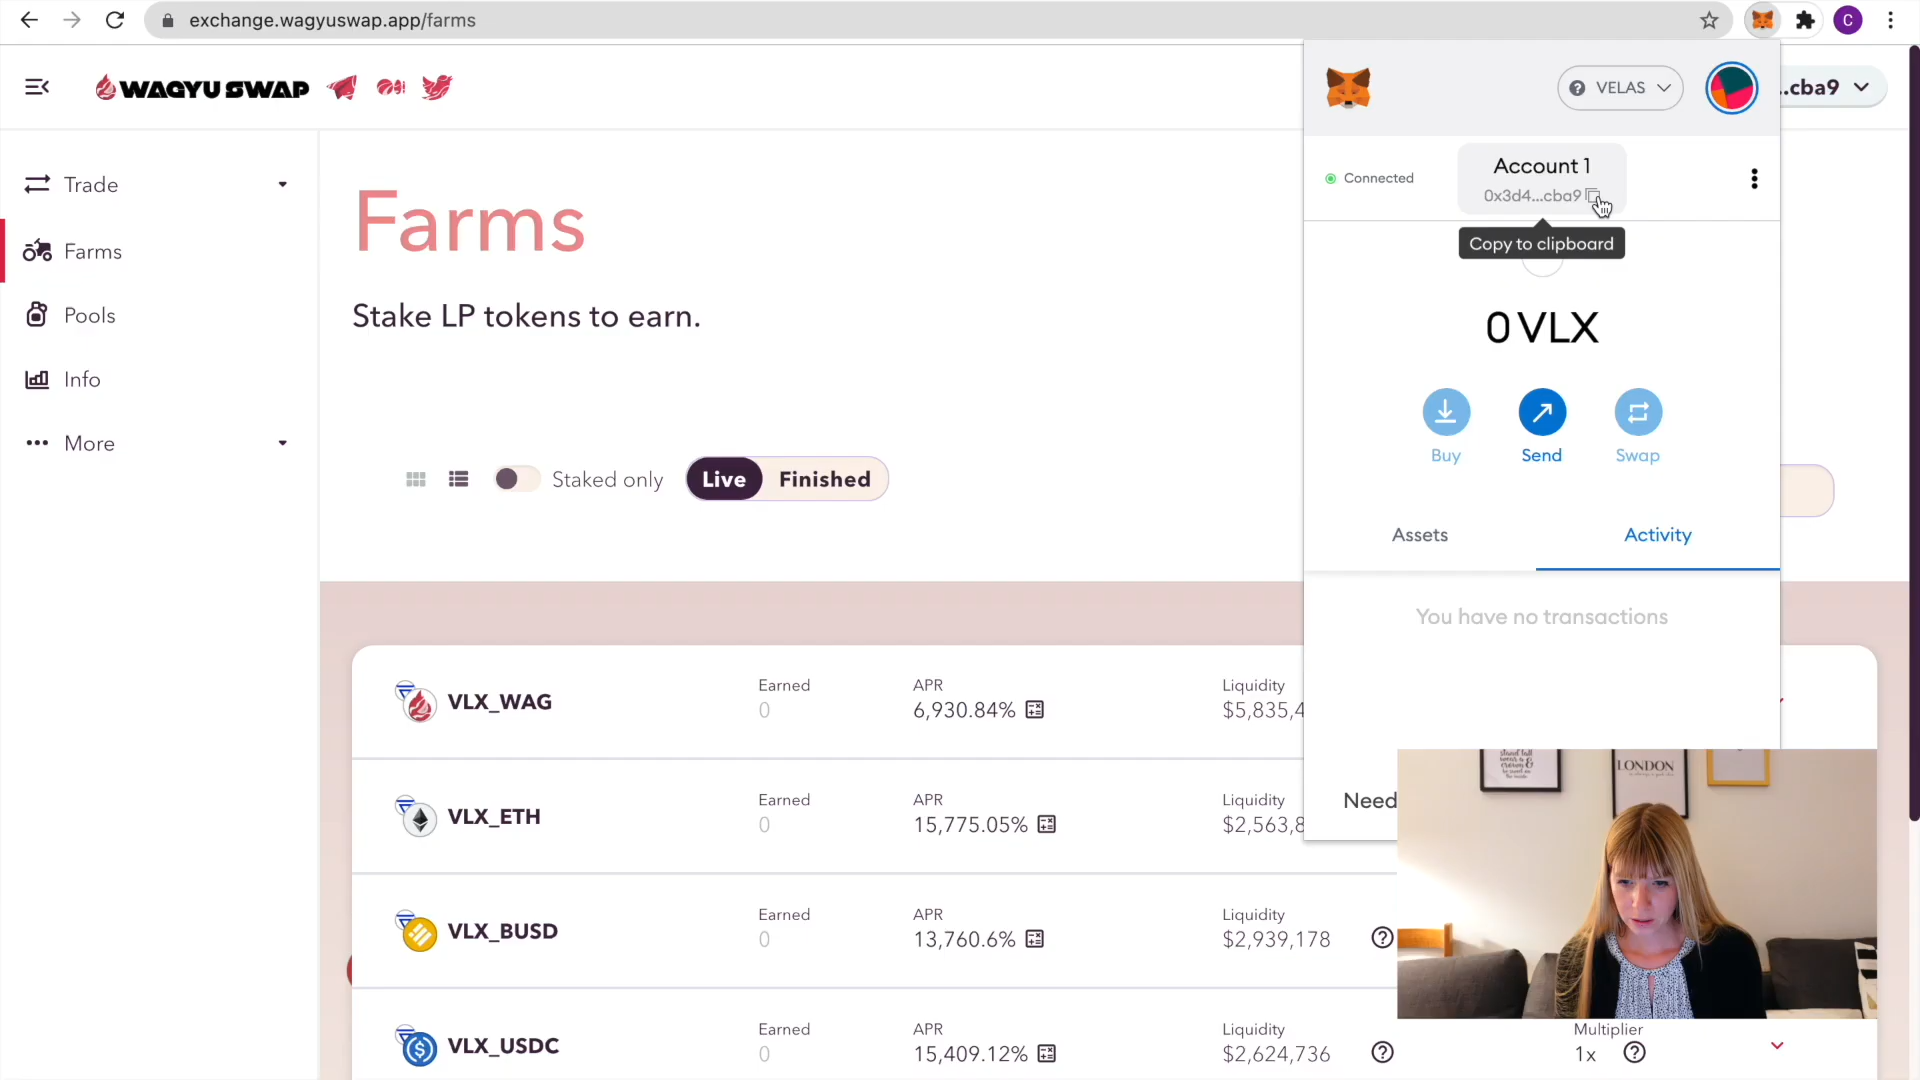 exchange.wagyuswap.app/farms
C
WAGYU SWAP
VELAS
..cba9
Account 1
Connected
0x3d4...cba9
Copy to clipboard
Trade
Farms
Pools
Info
More
Farms
Stake LP tokens to earn.
0 VLX
Buy
Send
Swap
Staked only
Live
Finished
Assets
Activity
You have no transactions
VLX_WAG
Earned
0
APR
6,930.84%
Liquidity
$5,835,4
VLX_ETH
Earned
0
APR
15,775.05%
Liquidity
$2,563,8
Need
LONDON
VLX_BUSD
Earned
0
APR
13,760.6%
Liquidity
$2,939,178
VLX_USDC
Earned
0
APR
15,409.12%
Liquidity
$2,624,736
Multiplier
1x